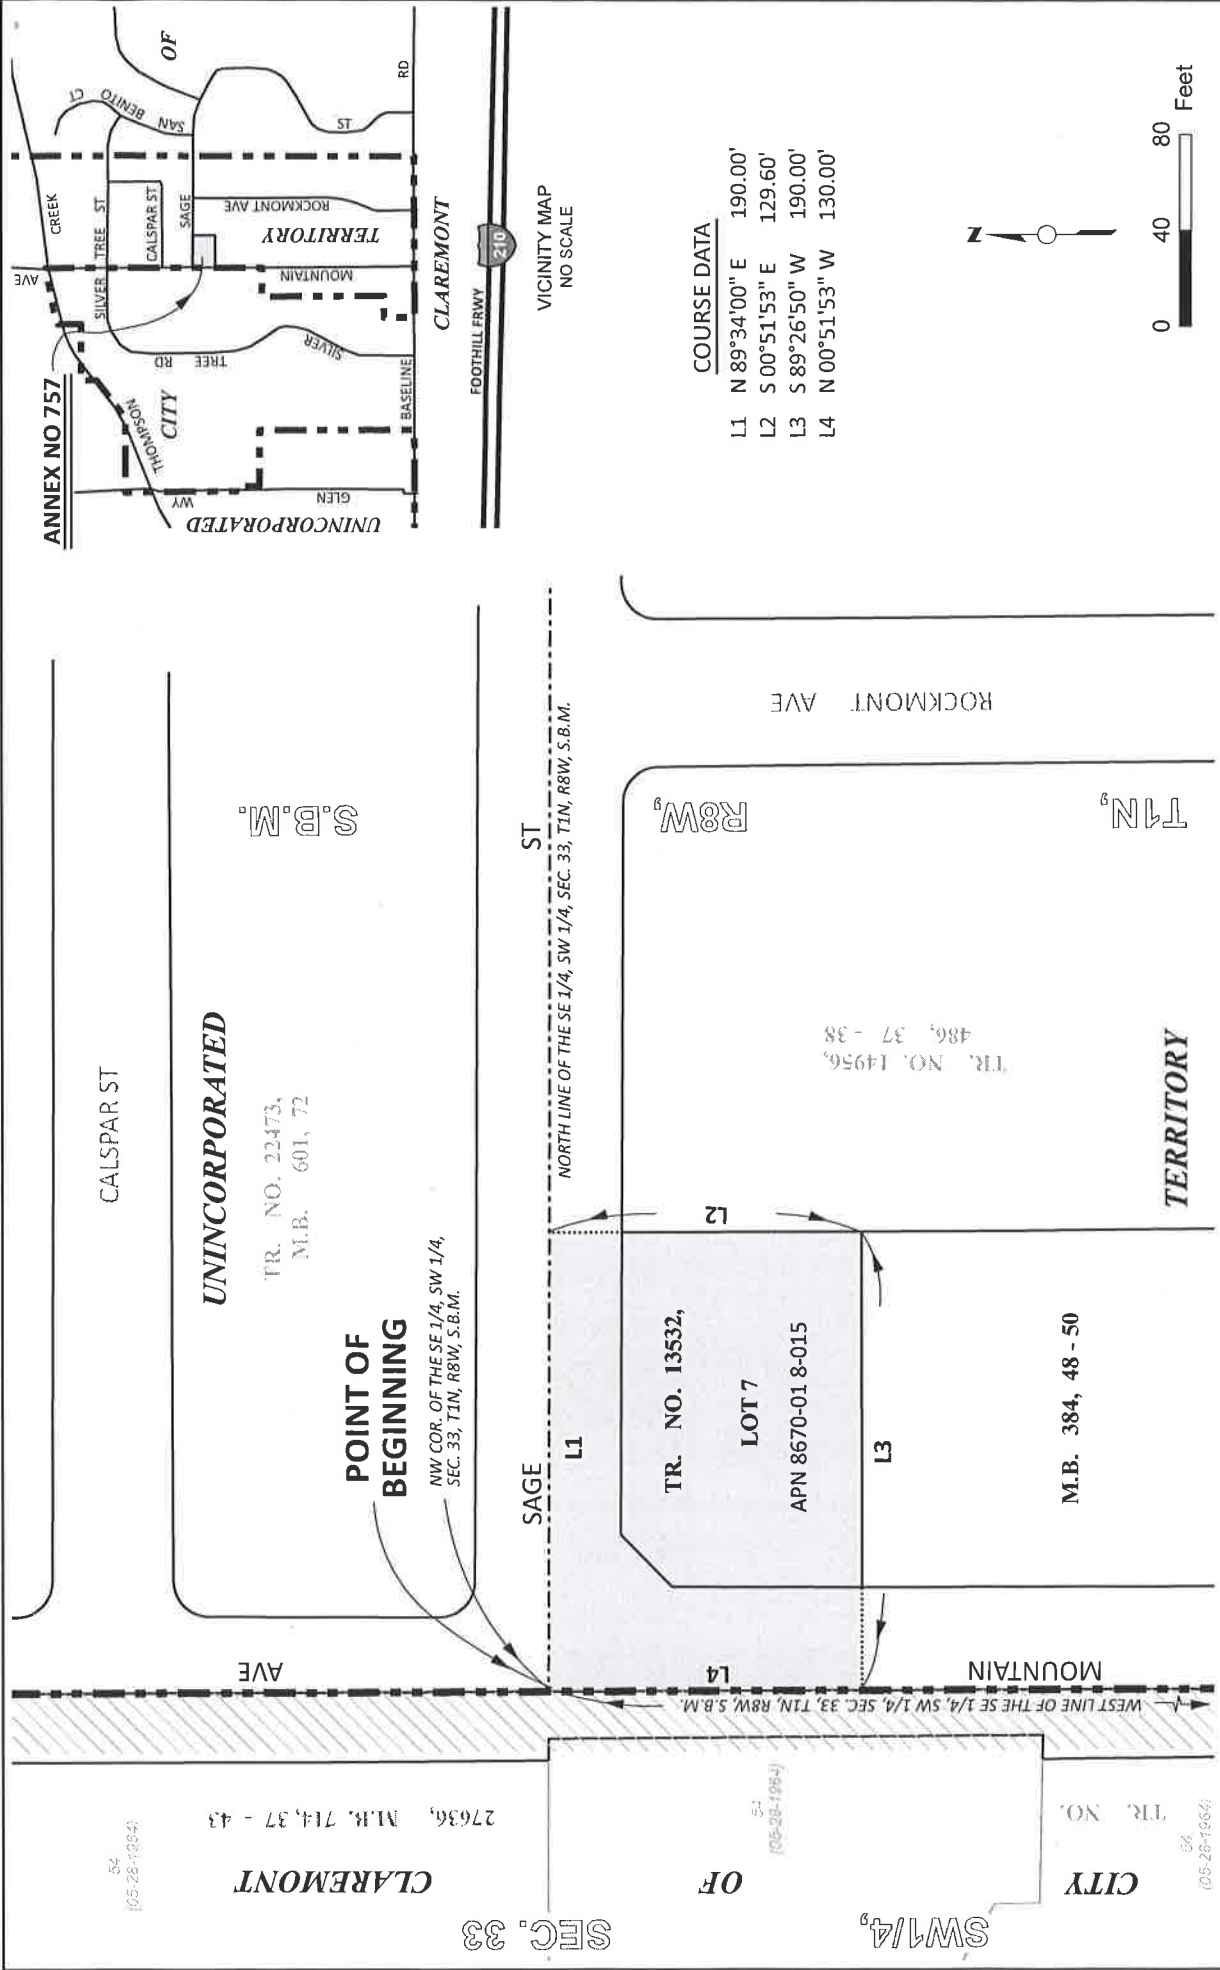 CALSPAR ST
UNINCORPORATED
TR. NO. 22473,
M.B. 601, 72
S.B.M.
POINT OF
BEGINNING
NW COR. OF THE SE 1/4, SW 1/4,
SEC. 33, T1N, R8W, S.B.M.
AVE
SAGE
ST
L1
NORTH LINE OF THE SE 1/4, SW 1/4, SEC. 33, T1N, R8W, S.B.M.
TR. NO. 13532,
LOT 7
APN 8670-01 8-015
L2
L3
L4
M.B. 384, 48 - 50
MOUNTAIN
WEST LINE OF THE SE 1/4, SW 1/4, SEC. 33, T1N, R8W, S.B.M.
TR. NO. 14956,
486, 37 - 38
R8W,
T1N,
TERRITORY
ROCKMONT AVE
54
(05-28-1964)
27636, M.B. 714, 37 - 43
CLAREMONT
SEC. 33
(05-28-1964)
OF
SW1/4,
TR. NO.
CITY
(05-28-1964)
ANNEX NO 757
AVE
CREEK
SILVER TREE ST
CALSPAR ST
SAN BENITO CT
OF
SAGE
ST
THOMPSON
CITY
WY
TREE RD
SILVER
MOUNTAIN
TERRITORY
ROCKMONT AVE
GLEN
UNINCORPORATED
BASELINE
RD
CLAREMONT
FOOTHILL FRWY
210
VICINITY MAP
NO SCALE
COURSE DATA
L1 N 89°34'00" E 190.00'
L2 S 00°51'53" E 129.60'
L3 S 89°26'50" W 190.00'
L4 N 00°51'53" W 130.00'
N
0 40 80
Feet